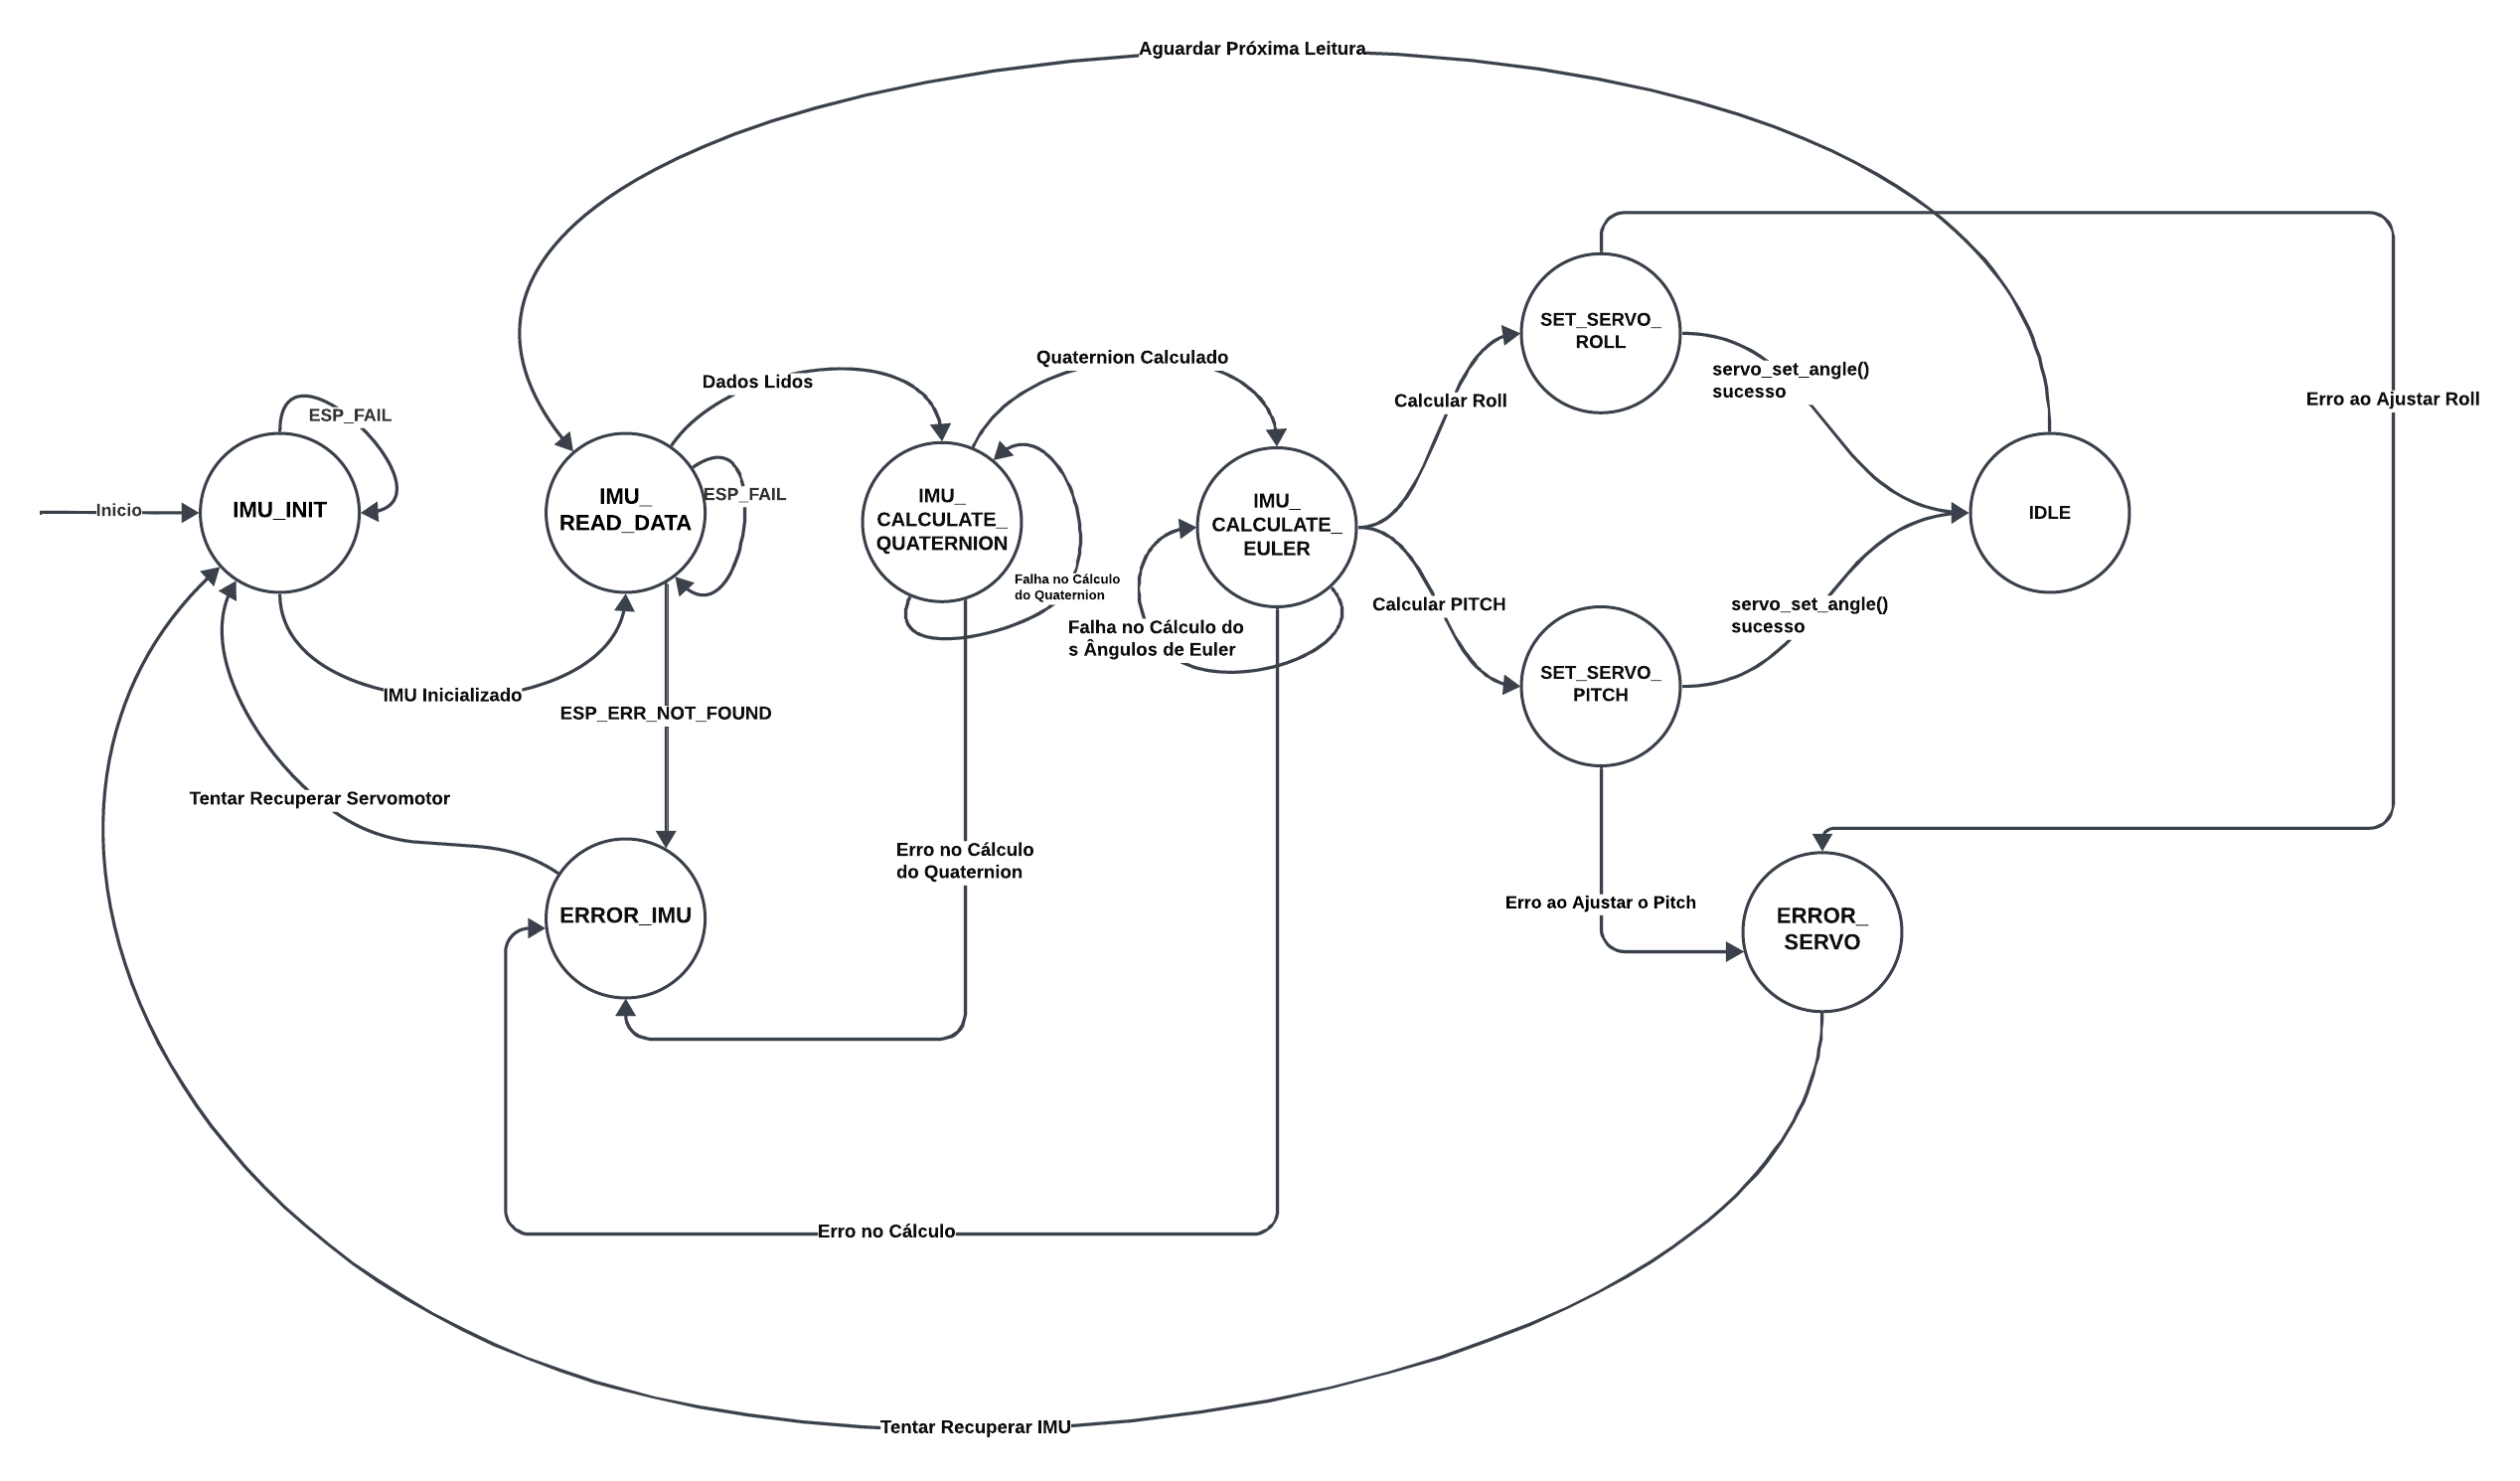 Aguardar Próxima Leitura
SET_SERVO_
ROLL
servo_set_angle()
sucesso
Erro ao Ajustar Roll
Quaternion Calculado
Dados Lidos
Calcular Roll
ESP_FAIL
ESP_FAIL
Inicio
IMU_INIT
IMU_
READ_DATA
IMU_
CALCULATE_
QUATERNION
IMU_
CALCULATE_
EULER
IDLE
Falha no Cálculo
do Quaternion
Falha no Cálculo do
s Ângulos de Euler
Calcular PITCH
servo_set_angle()
sucesso
SET_SERVO_
PITCH
IMU Inicializado
ESP_ERR_NOT_FOUND
Tentar Recuperar Servomotor
Erro no Cálculo
do Quaternion
ERROR_IMU
Erro ao Ajustar o Pitch
ERROR_
SERVO
Erro no Cálculo
Tentar Recuperar IMU